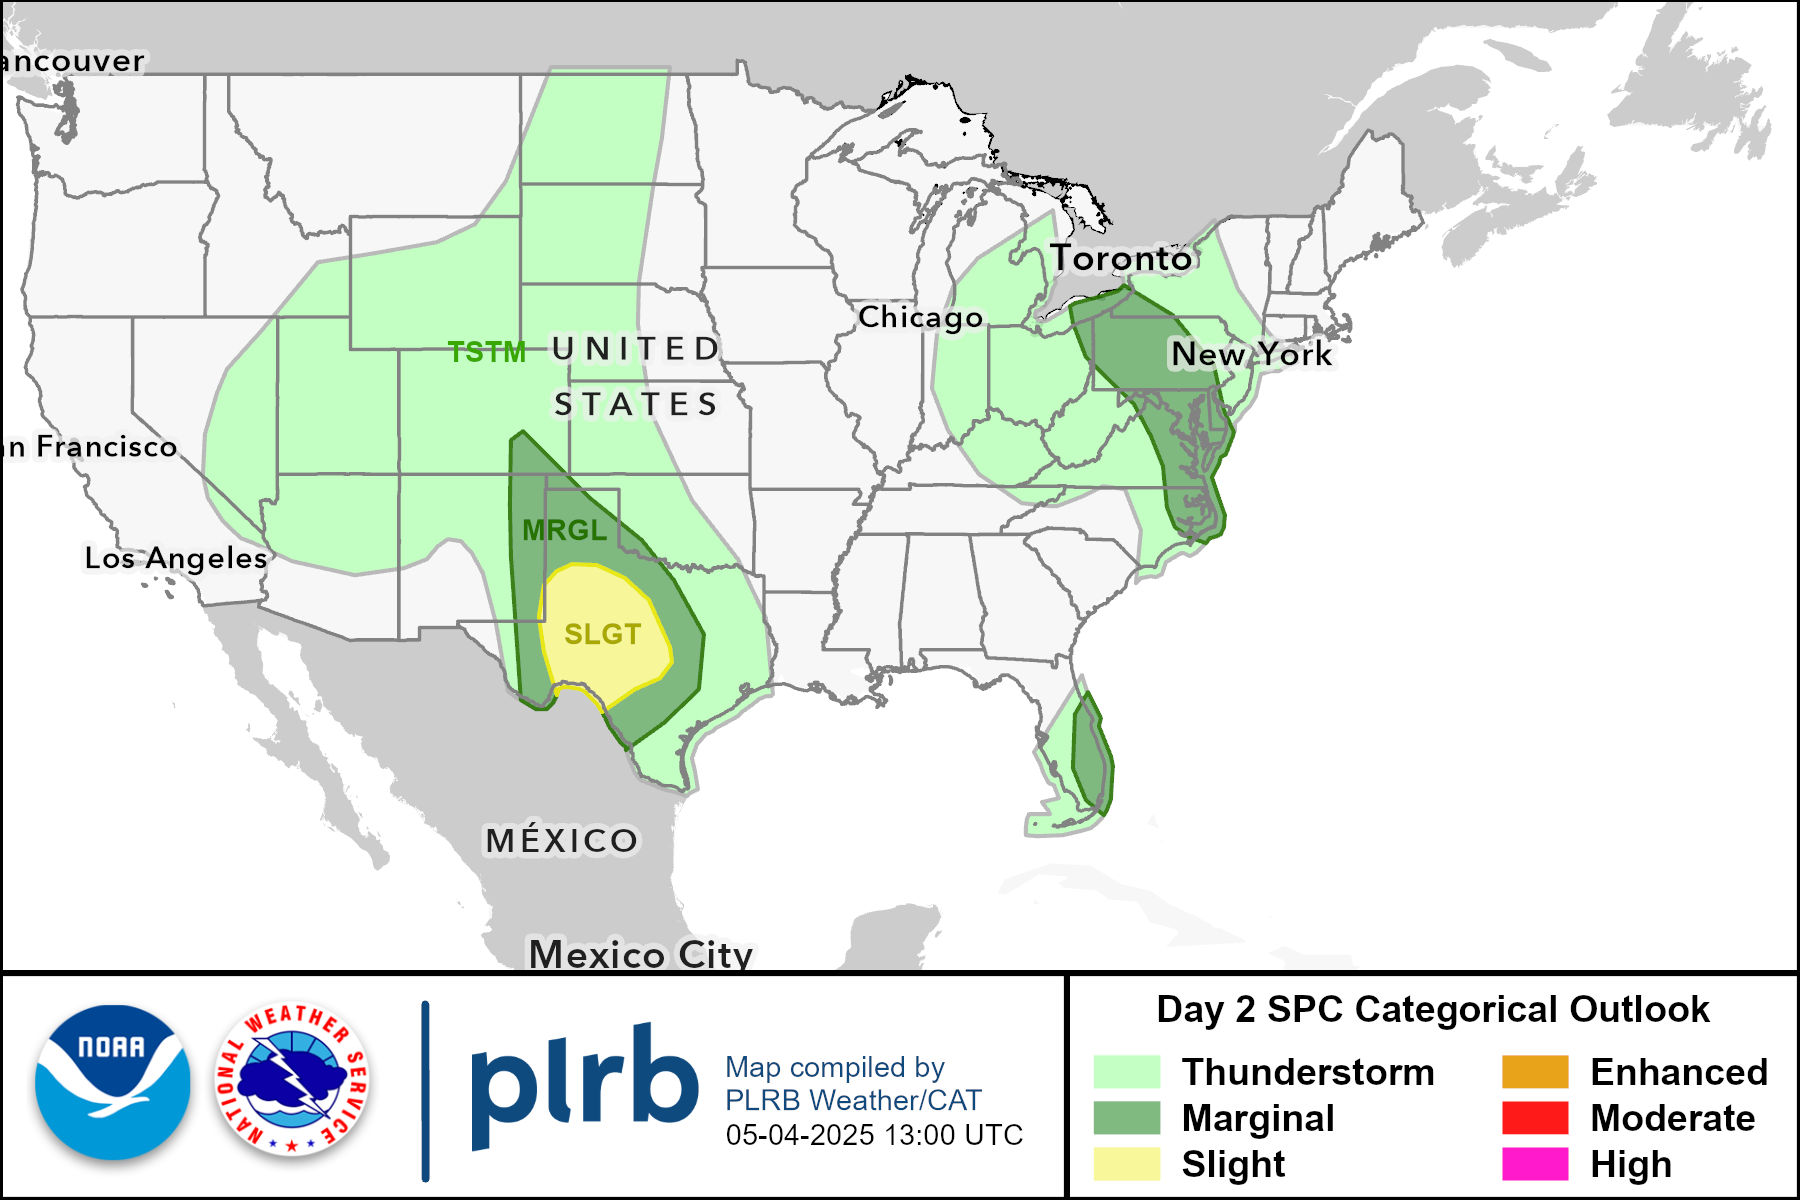 ancouver
Toronto
Chicago
TSTM
UNITED
STATES
New York
n Francisco
MRGL
Los Angeles
SLGT
MÉXICO
Mexico City
NOAA
NATIONAL WEATHER SERVICE
plrb
Map compiled by
PLRB Weather/CAT
05-04-2025 13:00 UTC
Day 2 SPC Categorical Outlook
Thunderstorm
Marginal
Slight
Enhanced
Moderate
High